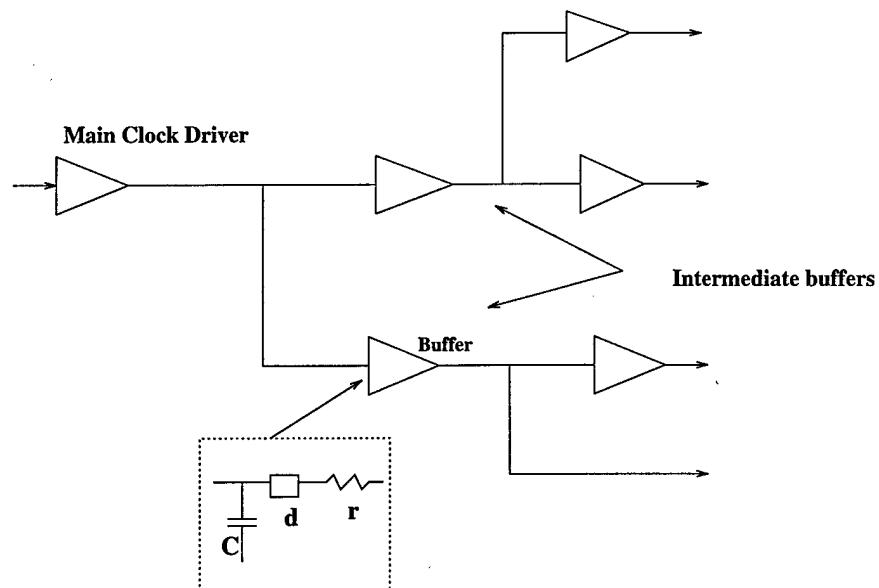 Main Clock Driver
Intermediate buffers
Buffer
d
r
C